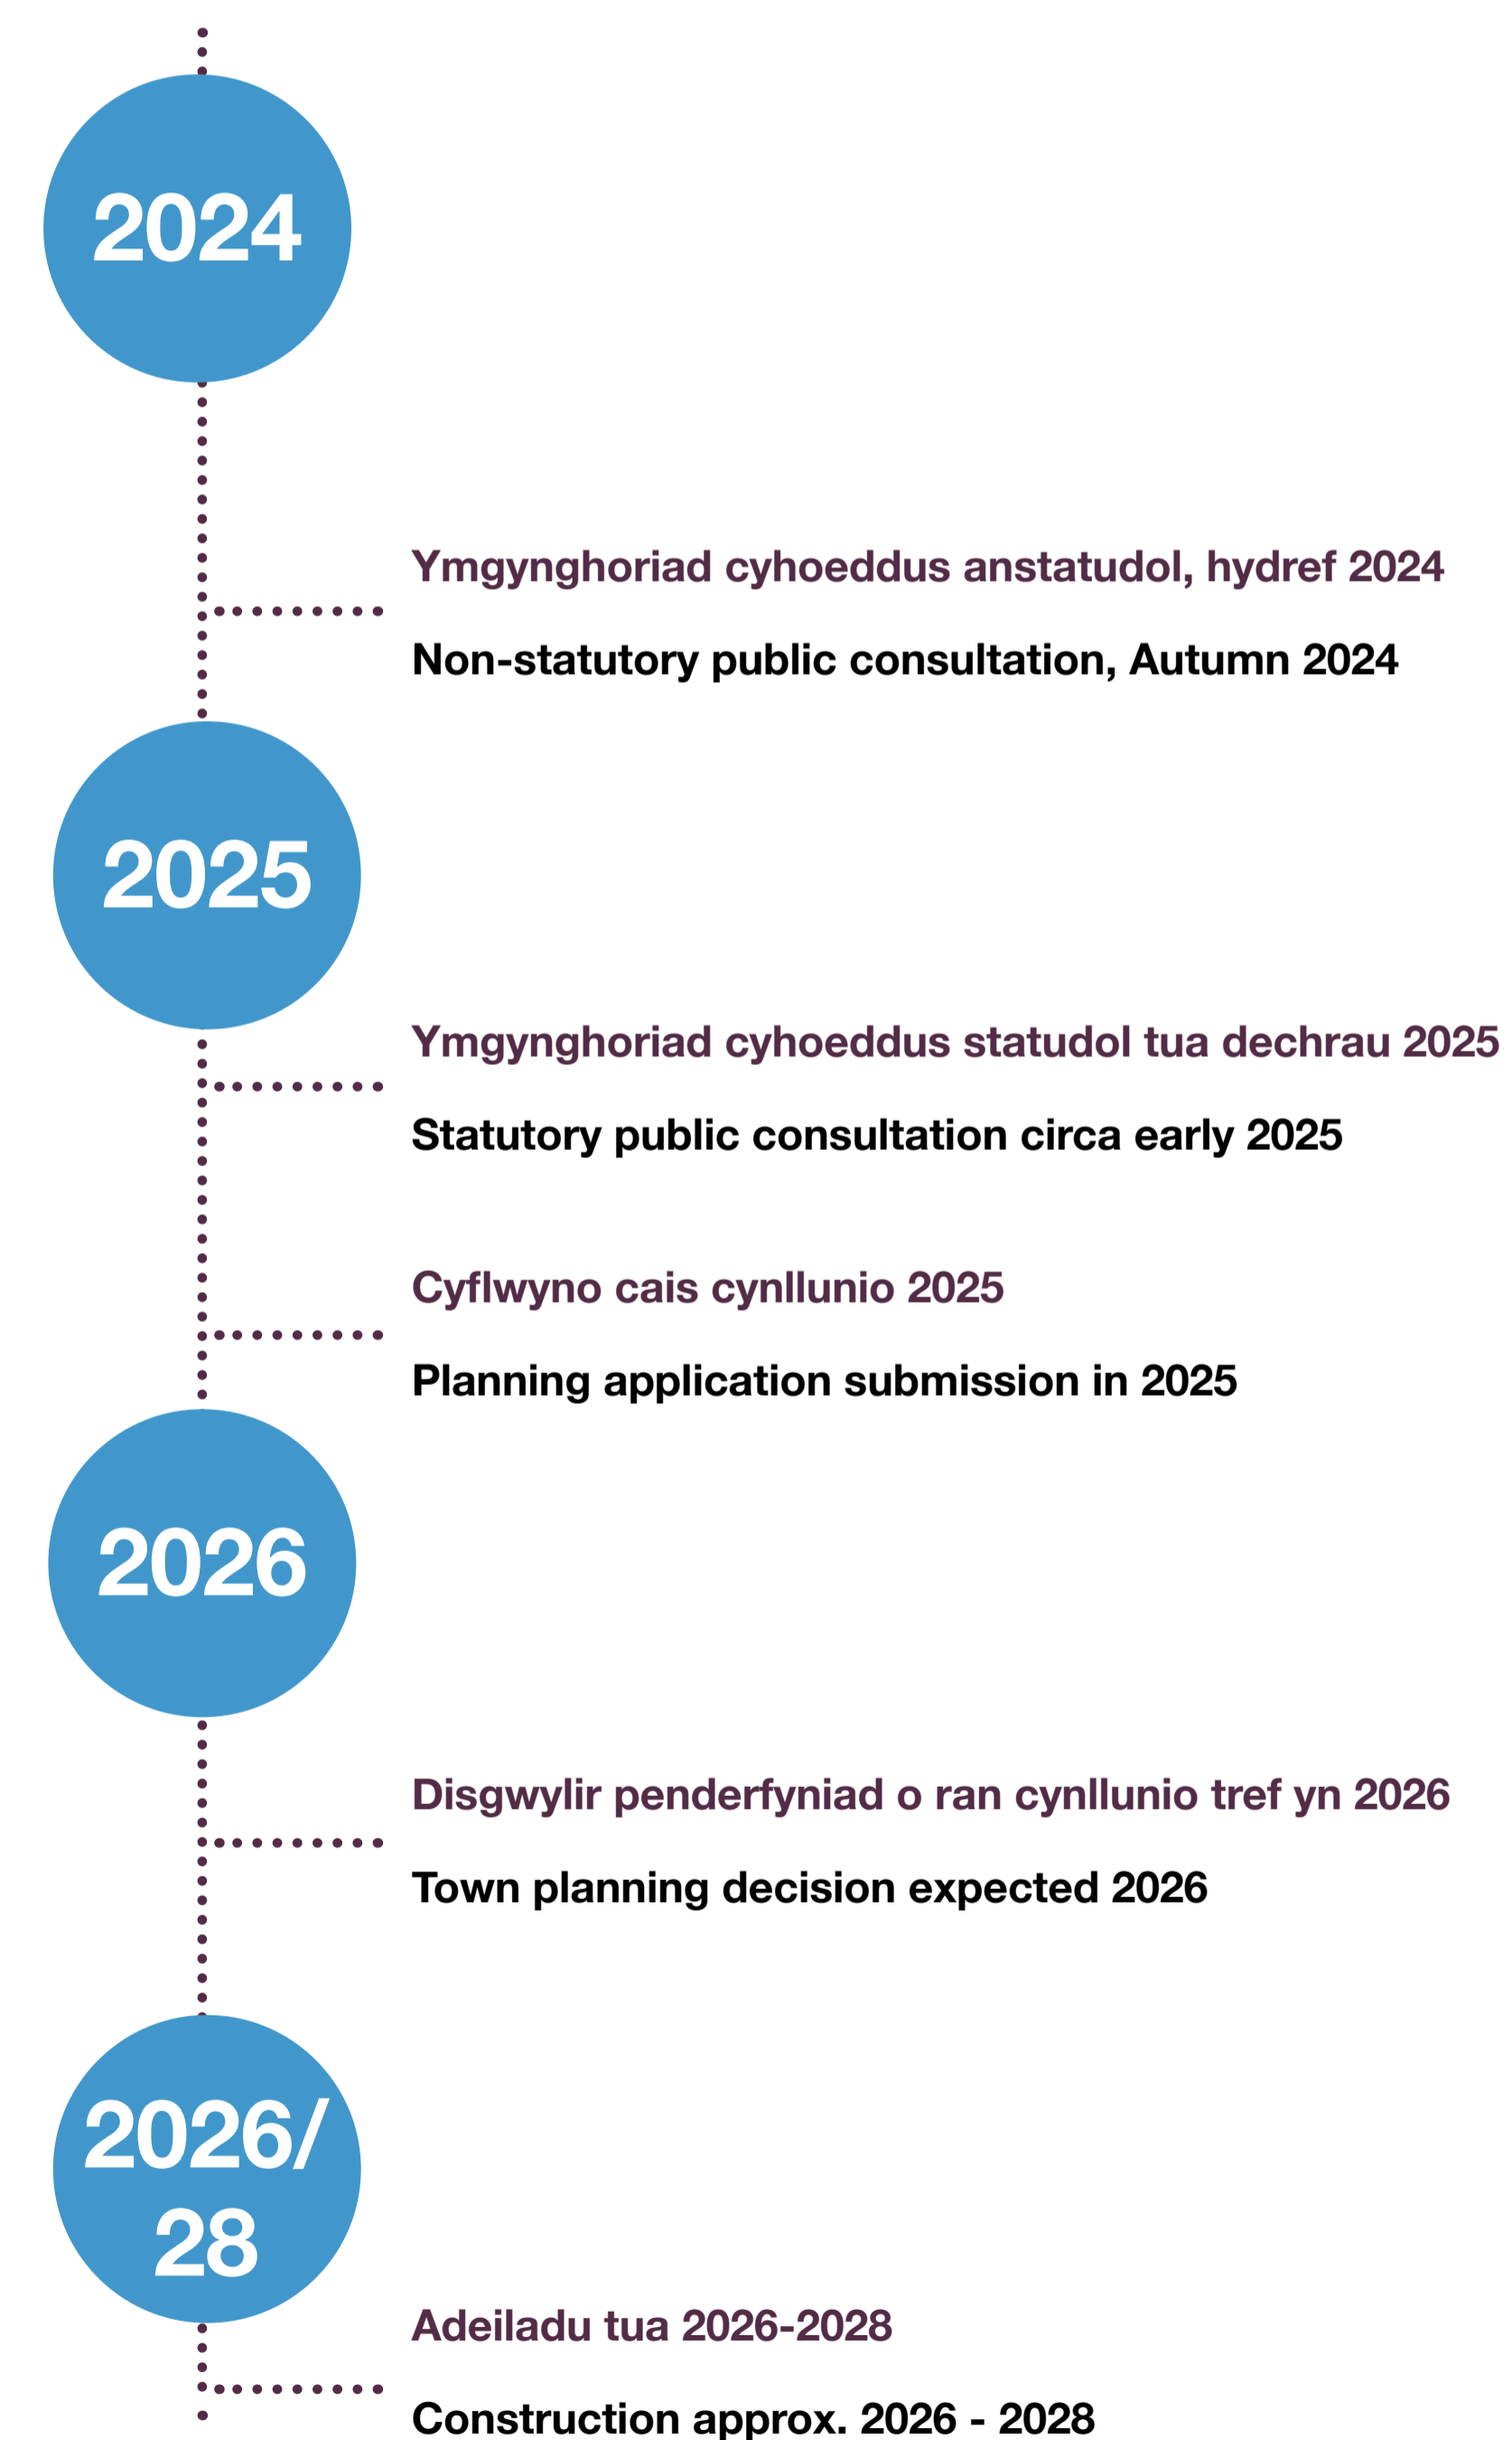 2024
Ymgynghoriad cyhoeddus anstatudol, hydref 2024
Non-statutory public consultation, Autumn 2024
2025
Ymgynghoriad cyhoeddus statudol tua dechrau 2025
Statutory public consultation circa early 2025
Cyflwyno cais cynllunio 2025
Planning application submission in 2025
2026
Disgwylir penderfyniad o ran cynllunio tref yn 2026
Town planning decision expected 2026
2026/
28
Adeiladu tua 2026-2028
Construction approx. 2026 - 2028